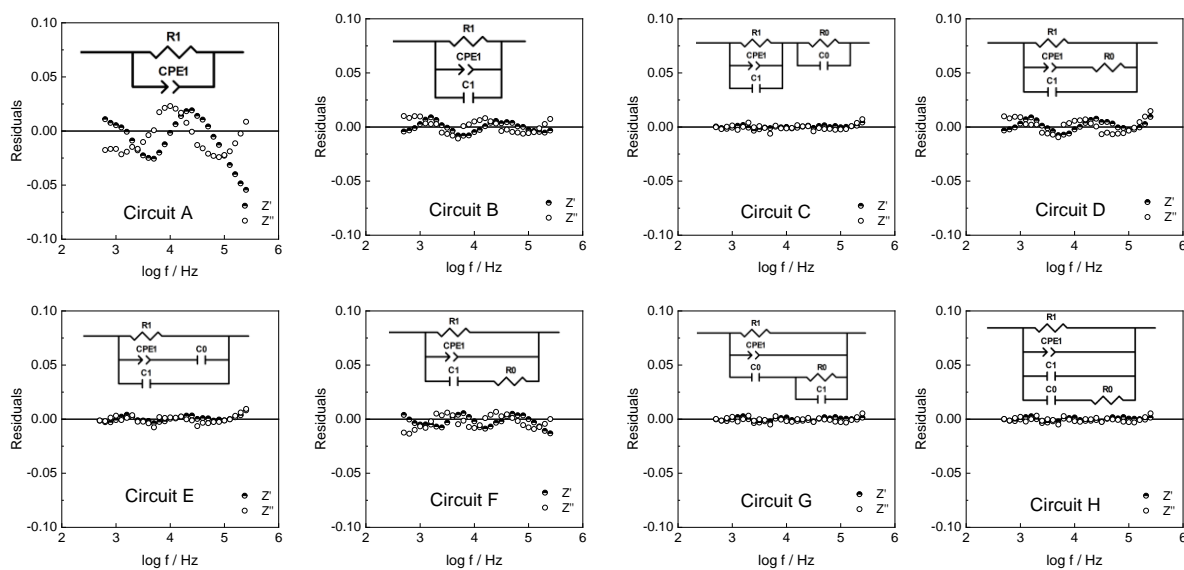 0.10
0.05
0.00
-0.05
-0.10
Residuals
R1
CPE1
Circuit A
Z'
Z"
2 3 4 5 6
log f / Hz
0.10
0.05
0.00
-0.05
-0.10
Residuals
R1
CPE1
C1
Circuit B
Z'
Z"
2 3 4 5 6
log f / Hz
0.10
0.05
0.00
-0.05
-0.10
Residuals
R1 R0
CPE1 C0
C1
Circuit C
Z'
Z"
2 3 4 5 6
log f / Hz
0.10
0.05
0.00
-0.05
-0.10
Residuals
R1
CPE1 R0
C1
Circuit D
Z'
Z"
2 3 4 5 6
log f / Hz
0.10
0.05
0.00
-0.05
-0.10
Residuals
R1
CPE1 C0
C1
Circuit E
Z'
Z"
2 3 4 5 6
log f / Hz
0.10
0.05
0.00
-0.05
-0.10
Residuals
R1
CPE1
C1 R0
Circuit F
Z'
Z"
2 3 4 5 6
log f / Hz
0.10
0.05
0.00
-0.05
-0.10
Residuals
R1
CPE1
C0 R0
C1
Circuit G
Z'
Z"
2 3 4 5 6
log f / Hz
0.10
0.05
0.00
-0.05
-0.10
Residuals
R1
CPE1
C1
C0 R0
Circuit H
Z'
Z"
2 3 4 5 6
log f / Hz